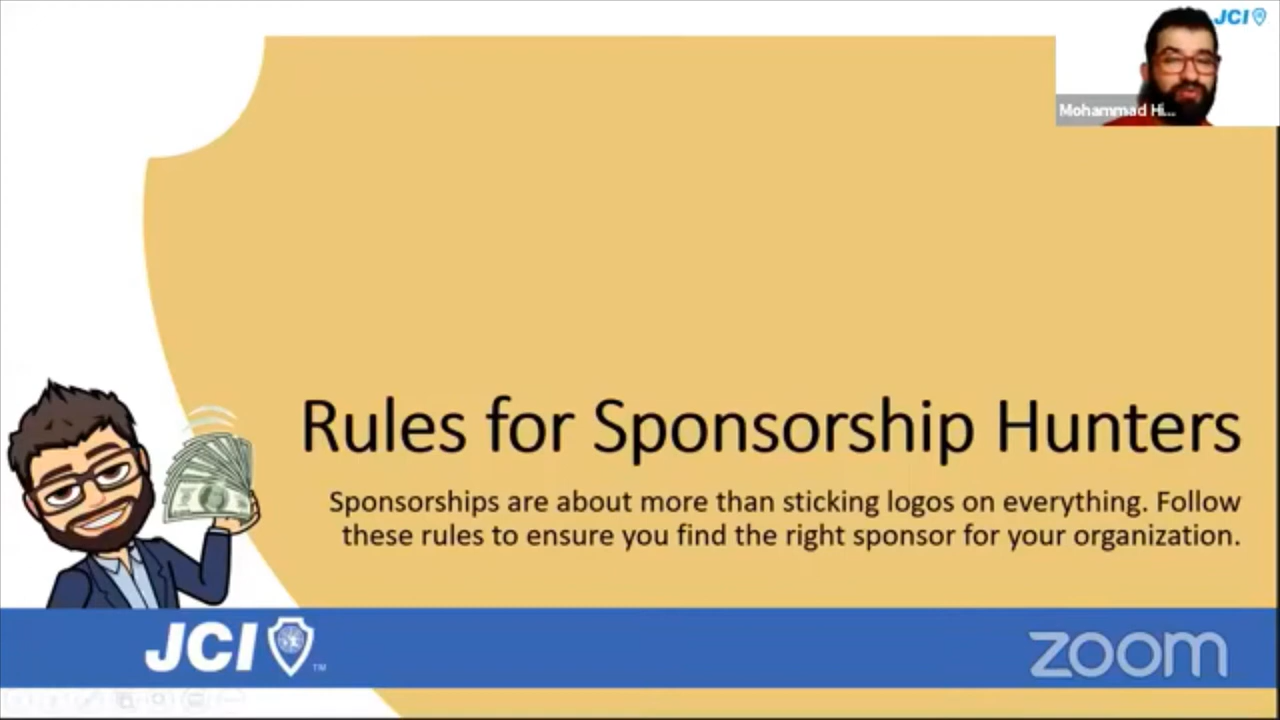 JCI
Mohammad Hi...
Rules for Sponsorship Hunters
Sponsorships are about more than sticking logos on everything. Follow
these rules to ensure you find the right sponsor for your organization.
JCI TM
zoom